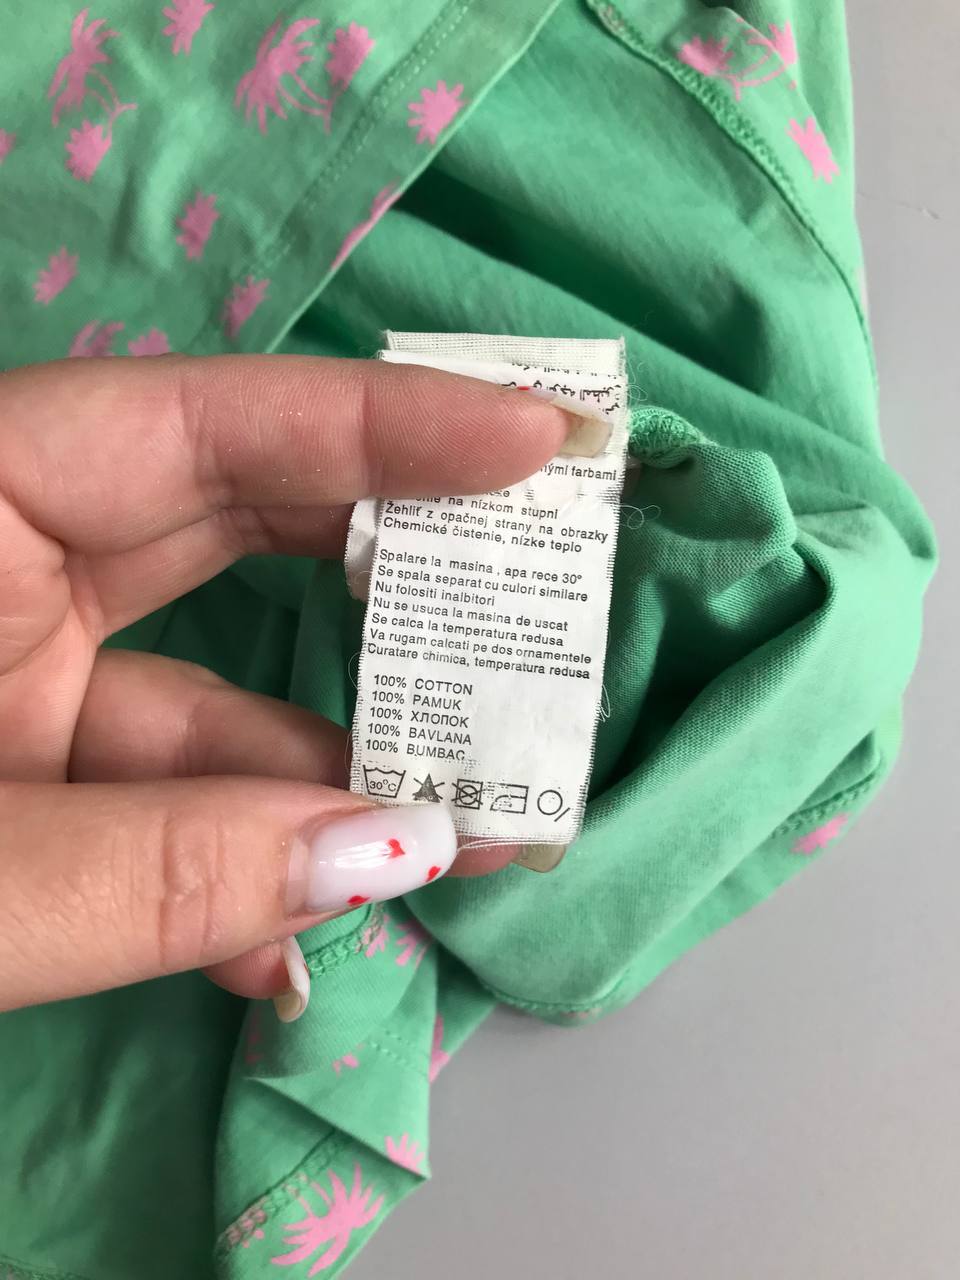 farbami
na nízkom stupni
Žehliť z opačnej strany na obrazky
Chemické čistenie, nízke teplo
Spalare la masina , apa rece 30°
Se spala separat cu culori similare
Nu folositi inalbitori
Nu se usuca la masina de uscat
Se calca la temperatura redusa
Va rugam calcati pe dos ornamentele
Curatare chimica, temperatura redusa
100% COTTON
100% PAMUK
100% ХЛОПОК
100% BAVLANA
100% BUMBAC
30°C